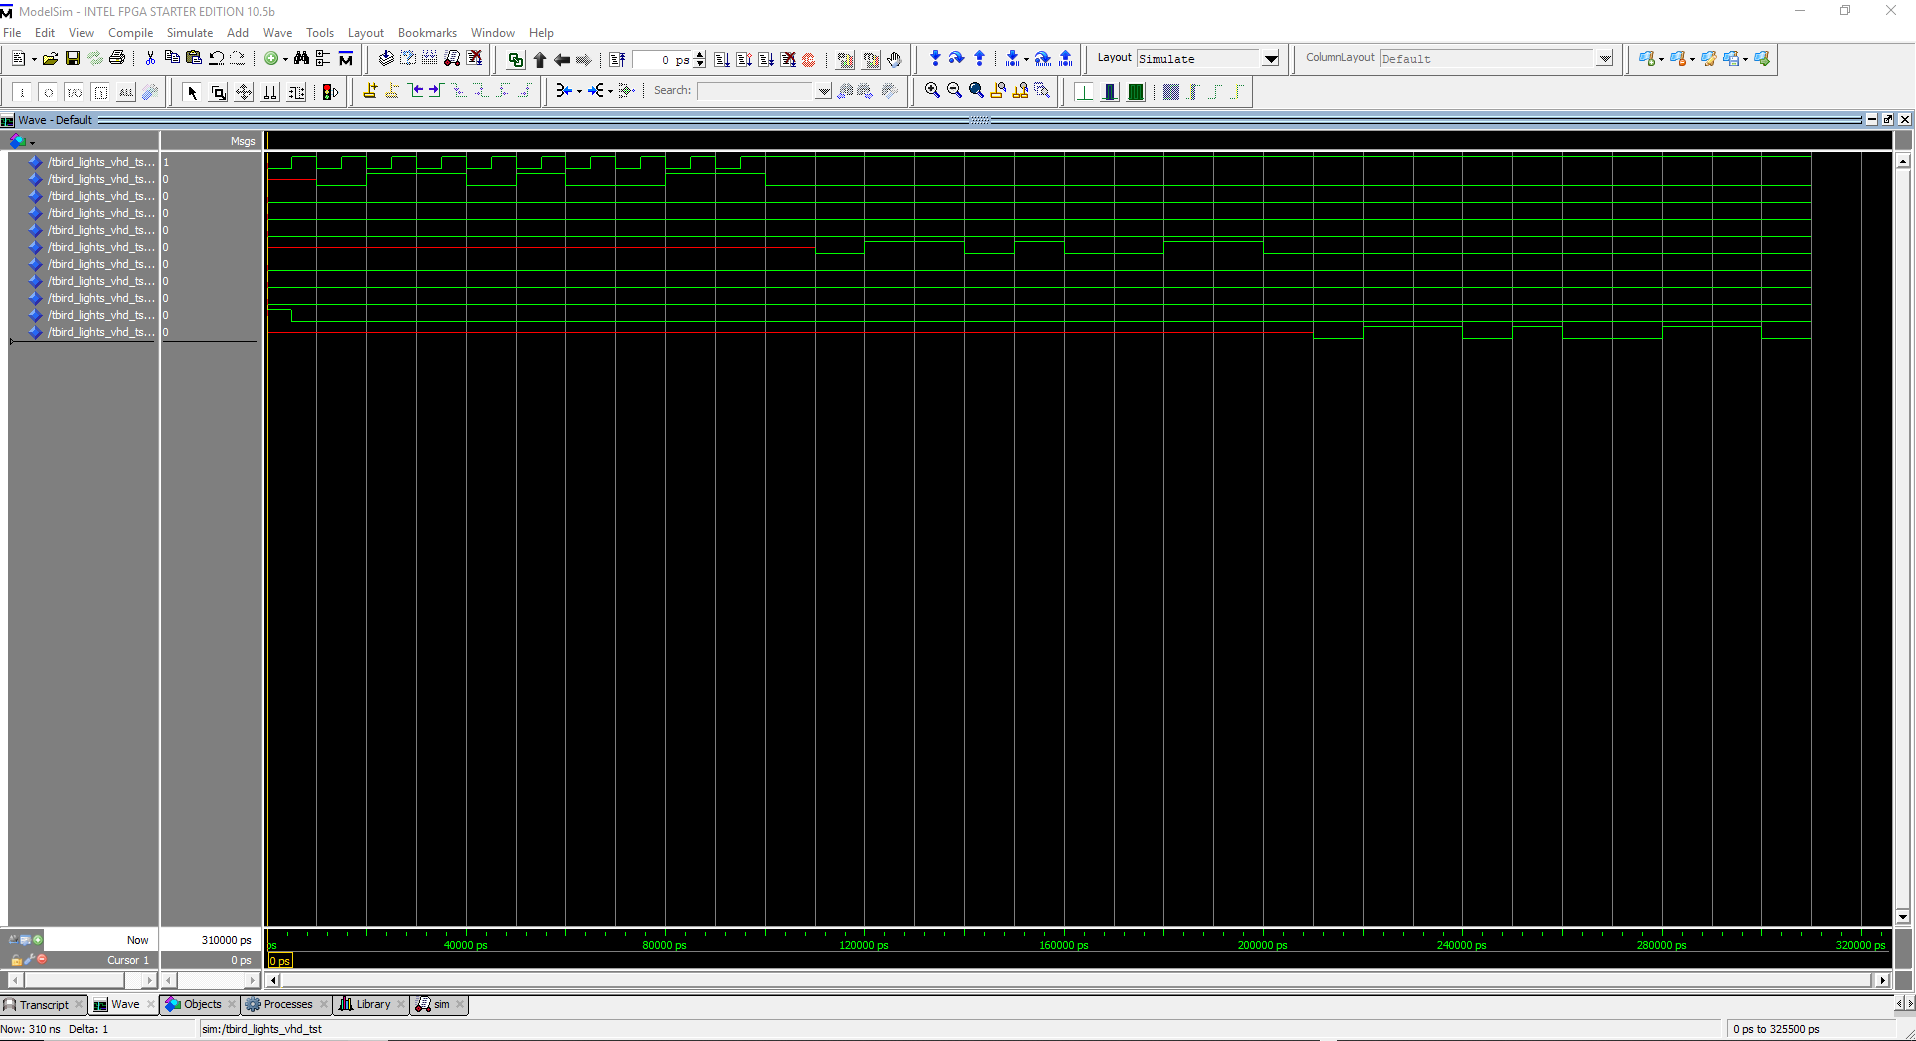 ModelSim - INTEL FPGA STARTER EDITION 10.5b
File Edit View Compile Simulate Add Wave Tools Layout Bookmarks Window Help
0 ps
Layout Simulate
ColumnLayout Default
Search:
Wave - Default
Msgs
/tbird_lights_vhd_ts... 1
/tbird_lights_vhd_ts... 0
/tbird_lights_vhd_ts... 0
/tbird_lights_vhd_ts... 0
/tbird_lights_vhd_ts... 0
/tbird_lights_vhd_ts... 0
/tbird_lights_vhd_ts... 0
/tbird_lights_vhd_ts... 0
/tbird_lights_vhd_ts... 0
/tbird_lights_vhd_ts... 0
/tbird_lights_vhd_ts... 0
Now 310000 ps
ps 40000 ps 80000 ps 120000 ps 160000 ps 200000 ps 240000 ps 280000 ps 320000 ps
Cursor 1 0 ps
0 ps
Transcript Wave Objects Processes Library sim
Now: 310 ns Delta: 1 sim:/tbird_lights_vhd_tst 0 ps to 325500 ps